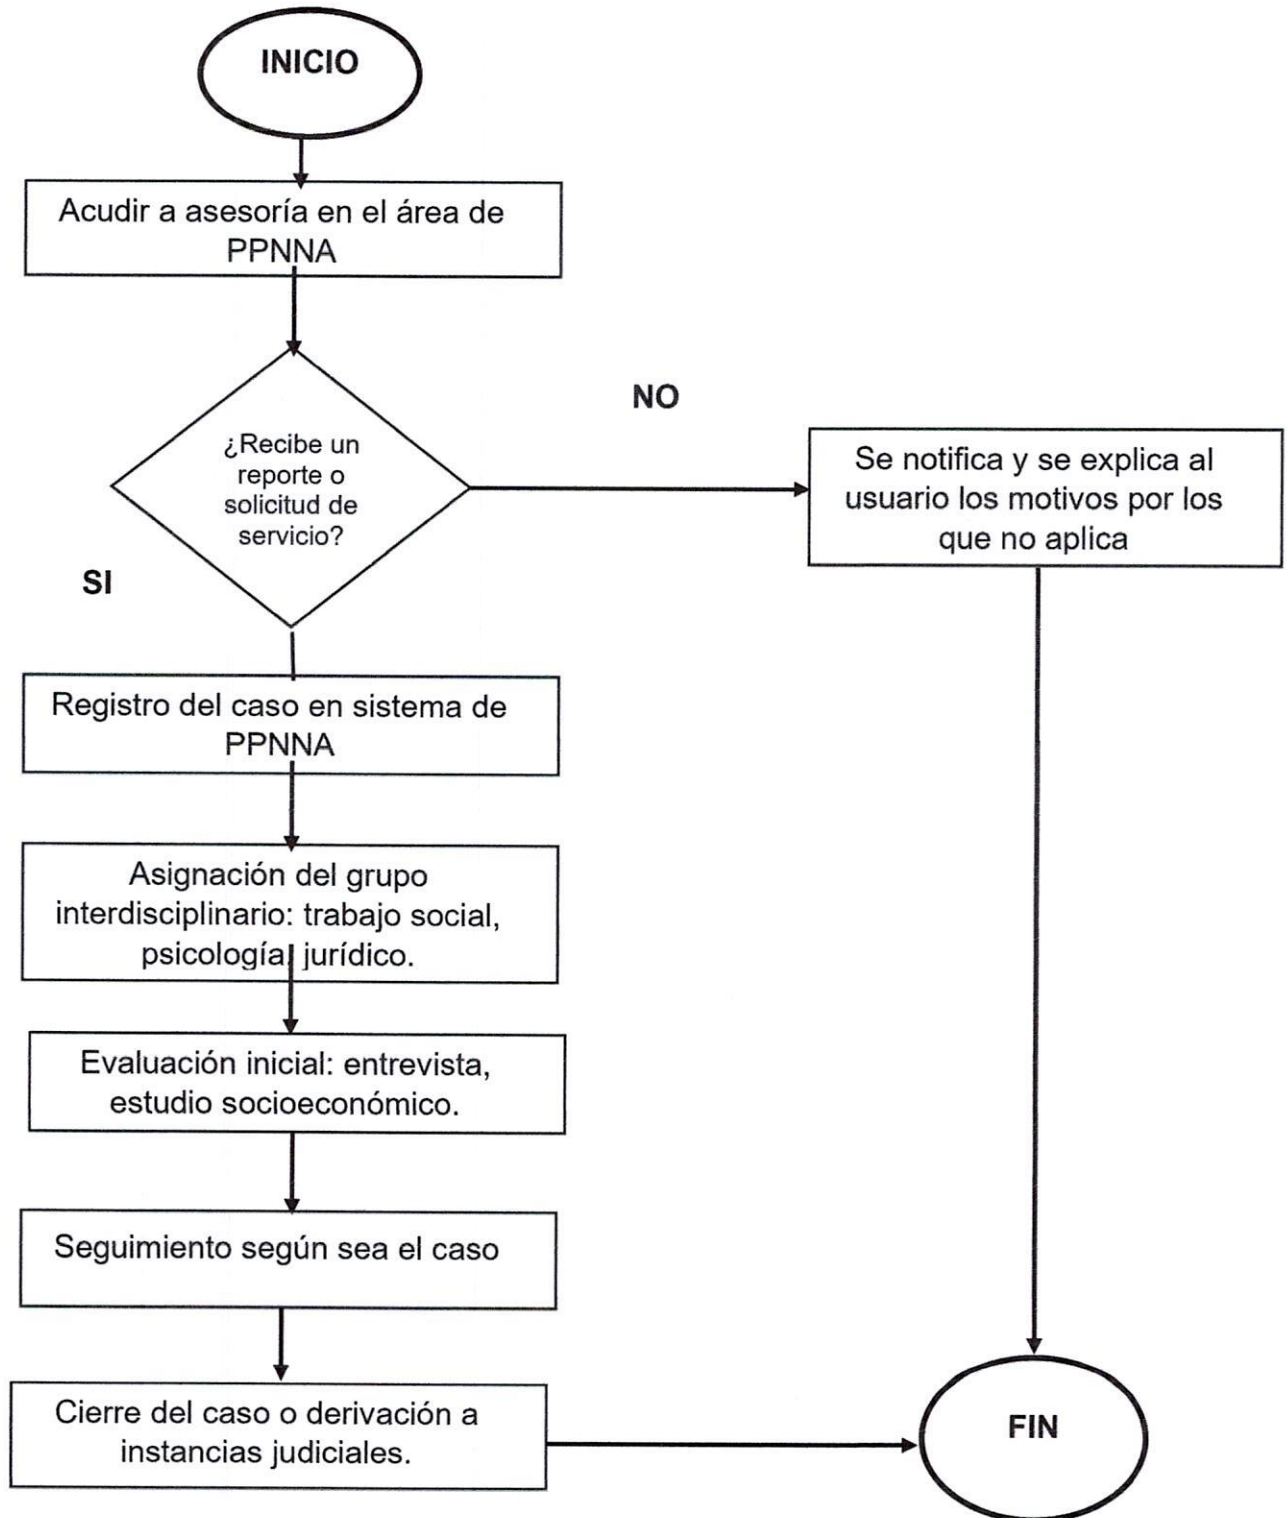 INICIO
Acudir a asesoría en el área de
PPNNA
¿Recibe un
reporte o
solicitud de
servicio?
NO
Se notifica y se explica al
usuario los motivos por los
que no aplica
SI
Registro del caso en sistema de
PPNNA
Asignación del grupo
interdisciplinario: trabajo social,
psicología, jurídico.
Evaluación inicial: entrevista,
estudio socioeconómico.
Seguimiento según sea el caso
Cierre del caso o derivación a
instancias judiciales.
FIN